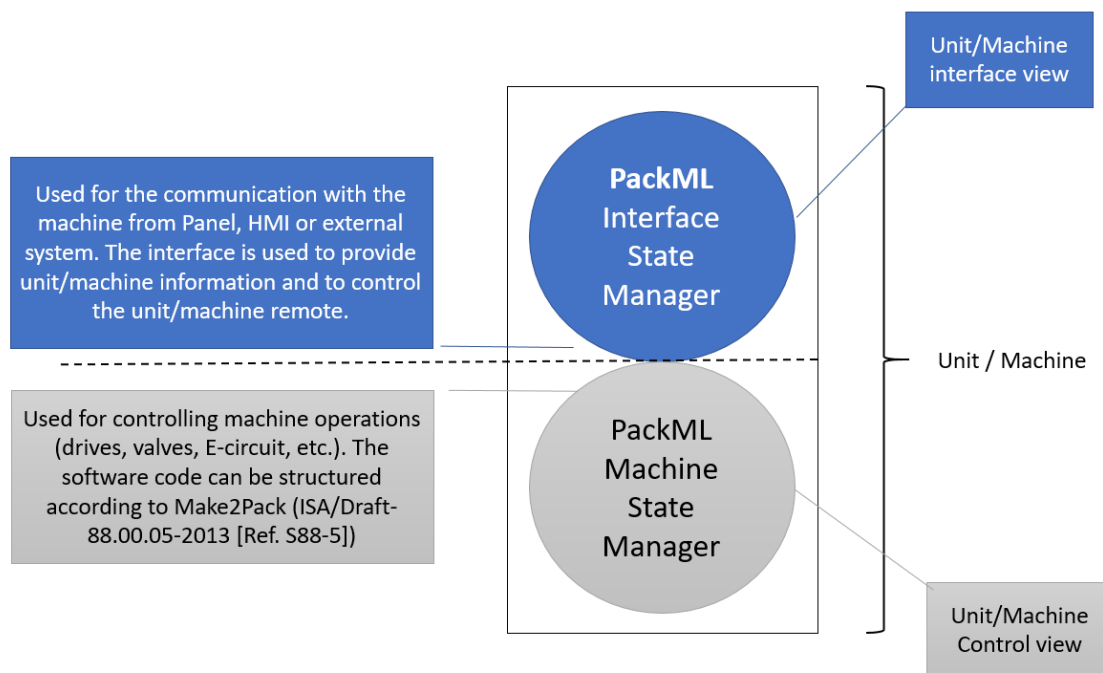 Unit/Machine
interface view
PackML
Interface
State
Manager
Used for the communication with the
machine from Panel, HMI or external
system. The interface is used to provide
unit/machine information and to control
the unit/machine remote.
Unit / Machine
Used for controlling machine operations
(drives, valves, E-circuit, etc.). The
software code can be structured
according to Make2Pack (ISA/Draft-
88.00.05-2013 [Ref. S88-5])
PackML
Machine
State
Manager
Unit/Machine
Control view